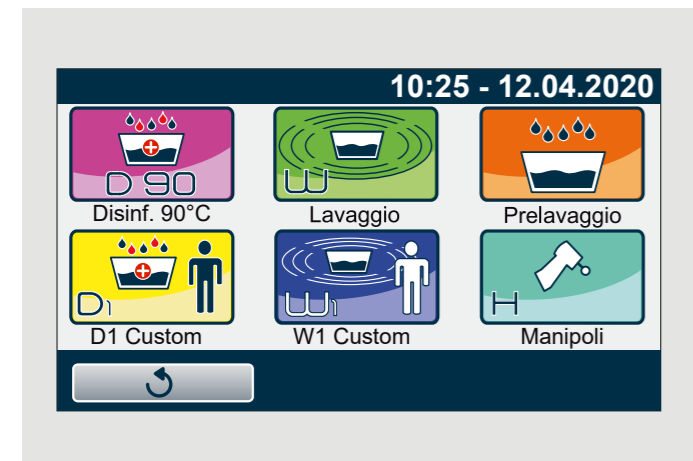 10:25 - 12.04.2020
D 90
W
Disinf. 90°C
Lavaggio
Prelavaggio
D1
W1
H
D1 Custom
W1 Custom
Manipoli